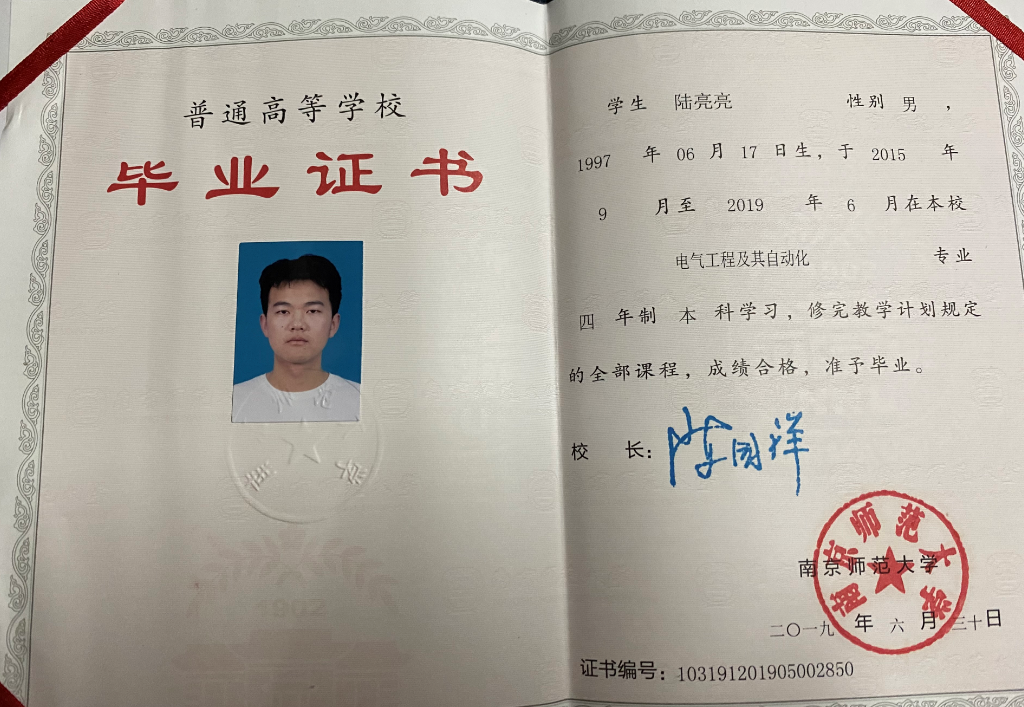 普通高等学校
毕业证书
1902
学生 陆亮亮 性别 男 ，
1997 年 06 月 17 日生，于 2015 年
9 月至 2019 年 6 月在本校
电气工程及其自动化 专业
四 年制 本 科学习，修完教学计划规定
的全部课程，成绩合格，准予毕业。
校 长：陈国祥
南京师范大学
南京师范大学
二〇一九 年 六 月 三十日
证书编号：103191201905002850